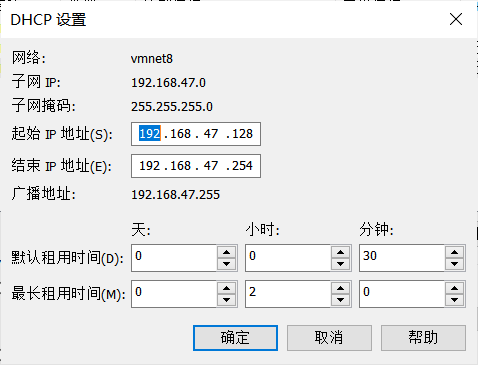 DHCP 设置
网络: vmnet8
子网 IP: 192.168.47.0
子网掩码: 255.255.255.0
起始 IP 地址(S): 192 .168 . 47 .128
结束 IP 地址(E): 192 .168 . 47 .254
广播地址: 192.168.47.255
天: 小时: 分钟:
默认租用时间(D): 0 0 30
最长租用时间(M): 0 2 0
确定 取消 帮助